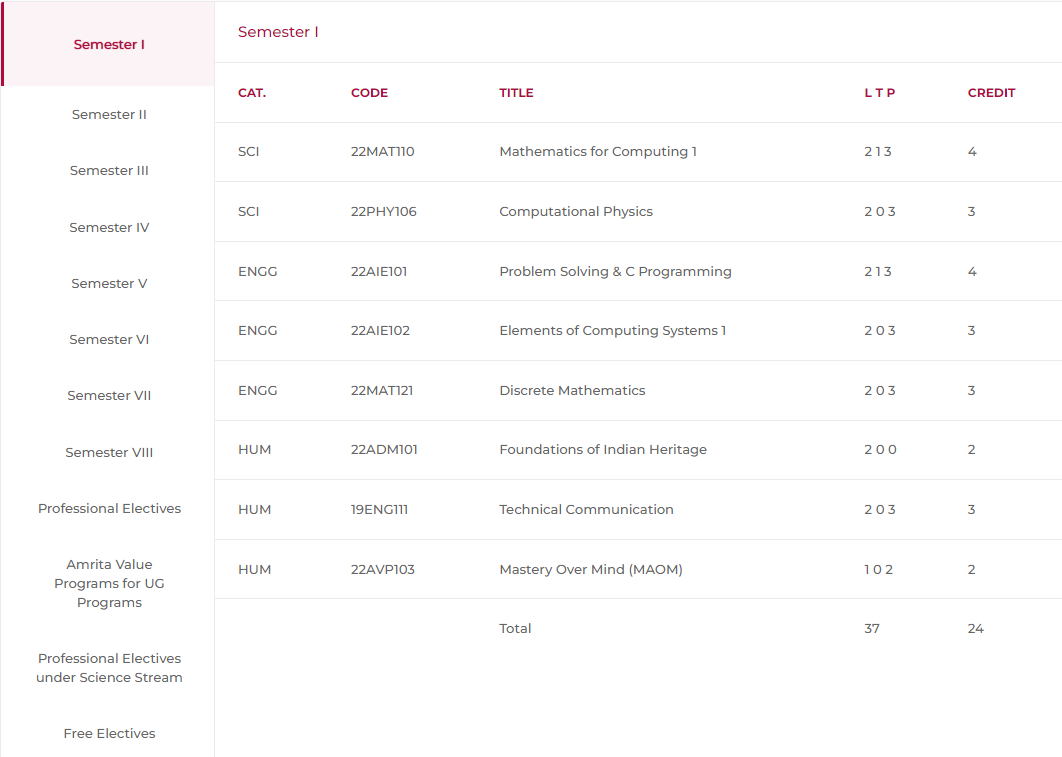 Semester I
Semester II
Semester III
Semester IV
Semester V
Semester VI
Semester VII
Semester VIII
Professional Electives
Amrita Value
Programs for UG
Programs
Professional Electives
under Science Stream
Free Electives
Semester I
CAT. CODE TITLE L T P CREDIT
SCI 22MAT110 Mathematics for Computing 1 2 1 3 4
SCI 22PHY106 Computational Physics 2 0 3 3
ENGG 22AIE101 Problem Solving & C Programming 2 1 3 4
ENGG 22AIE102 Elements of Computing Systems 1 2 0 3 3
ENGG 22MAT121 Discrete Mathematics 2 0 3 3
HUM 22ADM101 Foundations of Indian Heritage 2 0 0 2
HUM 19ENG111 Technical Communication 2 0 3 3
HUM 22AVP103 Mastery Over Mind (MAOM) 1 0 2 2
Total 37 24